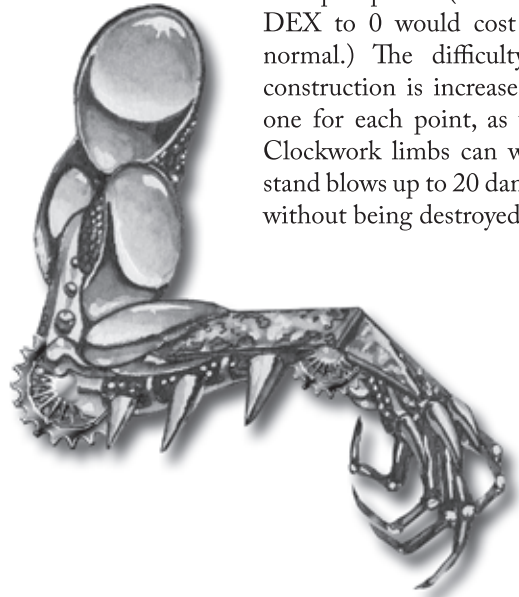 DEX to 0 would cost
normal.) The difficulty
construction is increase
one for each point, as
Clockwork limbs can w
stand blows up to 20
without being destroyed